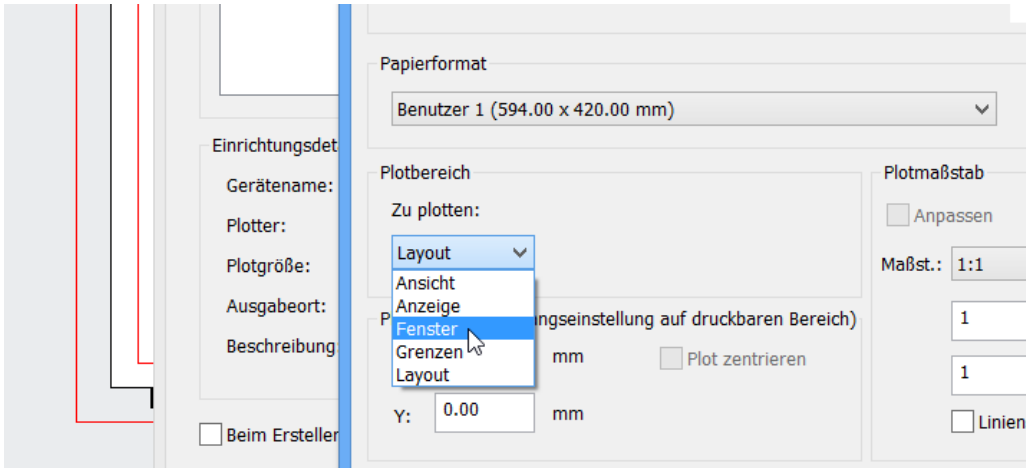 Papierformat
Benutzer 1 (594.00 x 420.00 mm)
Einrichtungsdet
Gerätename:
Plotter:
Plotgröße:
Ausgabeort:
Beschreibung
Beim Ersteller
Plotbereich
Zu plotten:
Layout
Ansicht
Anzeige
Fenster
Grenzen
Layout
P
ngseinstellung auf druckbaren Bereich)
mm
Plot zentrieren
Y: 0.00 mm
Plotmaßstab
Anpassen
Maßst.: 1:1
1
1
Linien